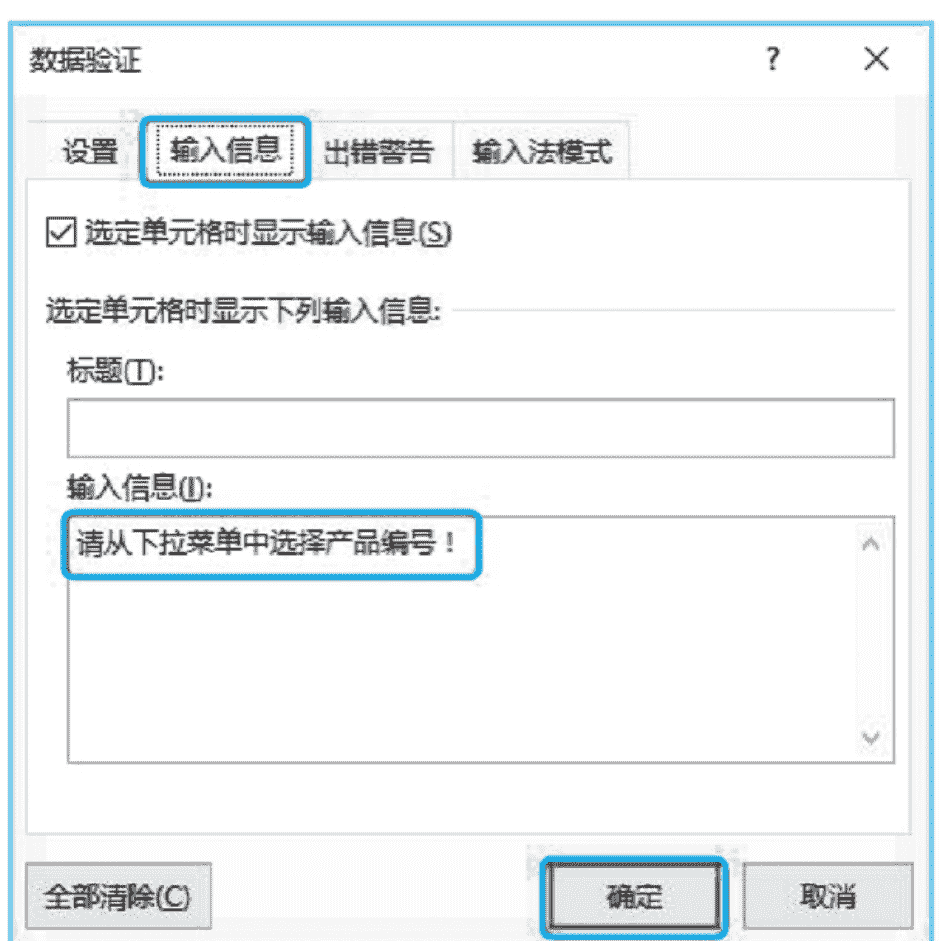 数据验证 ? ×
设置 输入信息 出错警告 输入法模式
选定单元格时显示输入信息(S)
选定单元格时显示下列输入信息:
标题(T):
输入信息(I):
请从下拉菜单中选择产品编号！
全部清除(C) 确定 取消